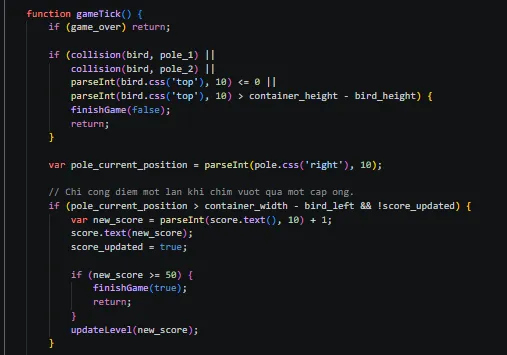 function gameTick() {
if (game_over) return;
if (collision(bird, pole_1) ||
collision(bird, pole_2) ||
parseInt(bird.css('top'), 10) <= 0 ||
parseInt(bird.css('top'), 10) > container_height - bird_height) {
finishGame(false);
return;
}
var pole_current_position = parseInt(pole.css('right'), 10);
// Chi cong diem mot lan khi chim vuot qua mot cap ong.
if (pole_current_position > container_width - bird_left && !score_updated) {
var new_score = parseInt(score.text(), 10) + 1;
score.text(new_score);
score_updated = true;
if (new_score >= 50) {
finishGame(true);
return;
}
updateLevel(new_score);
}